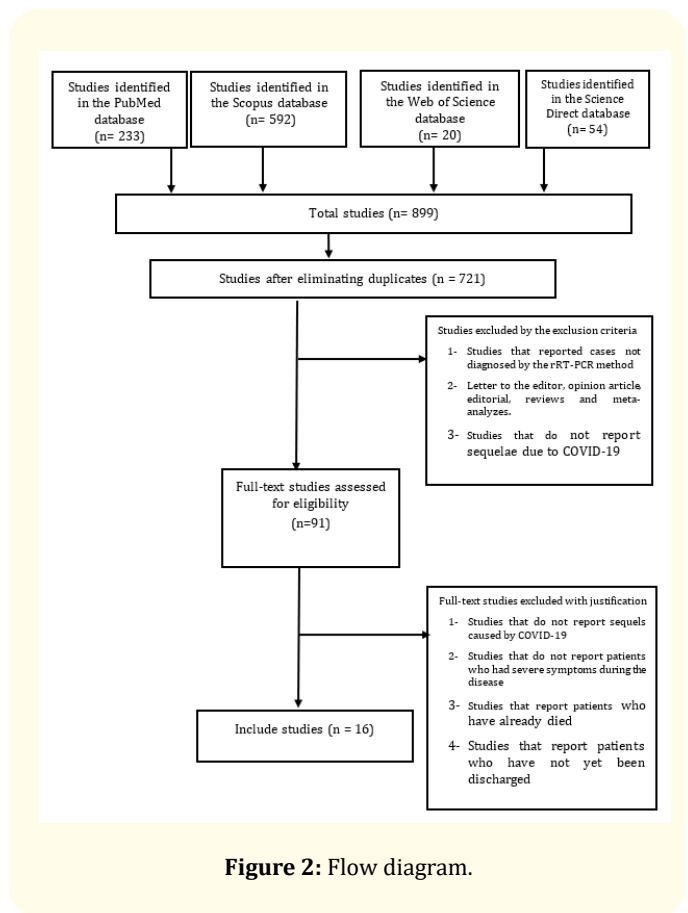 Studies identified
in the PubMed
database
(n= 233)
Studies identified in
the Scopus database
(n= 592)
Studies identified in
the Web of Science
database
(n= 20)
Studies identified
in the Science
Direct database
(n= 54)
Total studies (n= 899)
Studies after eliminating duplicates (n = 721)
Studies excluded by the exclusion criteria
1- Studies that reported cases not
diagnosed by the rRT-PCR method
2- Letter to the editor, opinion article,
editorial, reviews and meta-
analyzes.
3- Studies that do not report
sequelae due to COVID-19
Full-text studies assessed
for eligibility
(n=91)
Full-text studies excluded with justification
1- Studies that do not report sequels
caused by COVID-19
2- Studies that do not report patients
who had severe symptoms during the
disease
3- Studies that report patients who
have already died
4- Studies that report patients
who have not yet been
discharged
Include studies (n = 16)
Figure 2: Flow diagram.